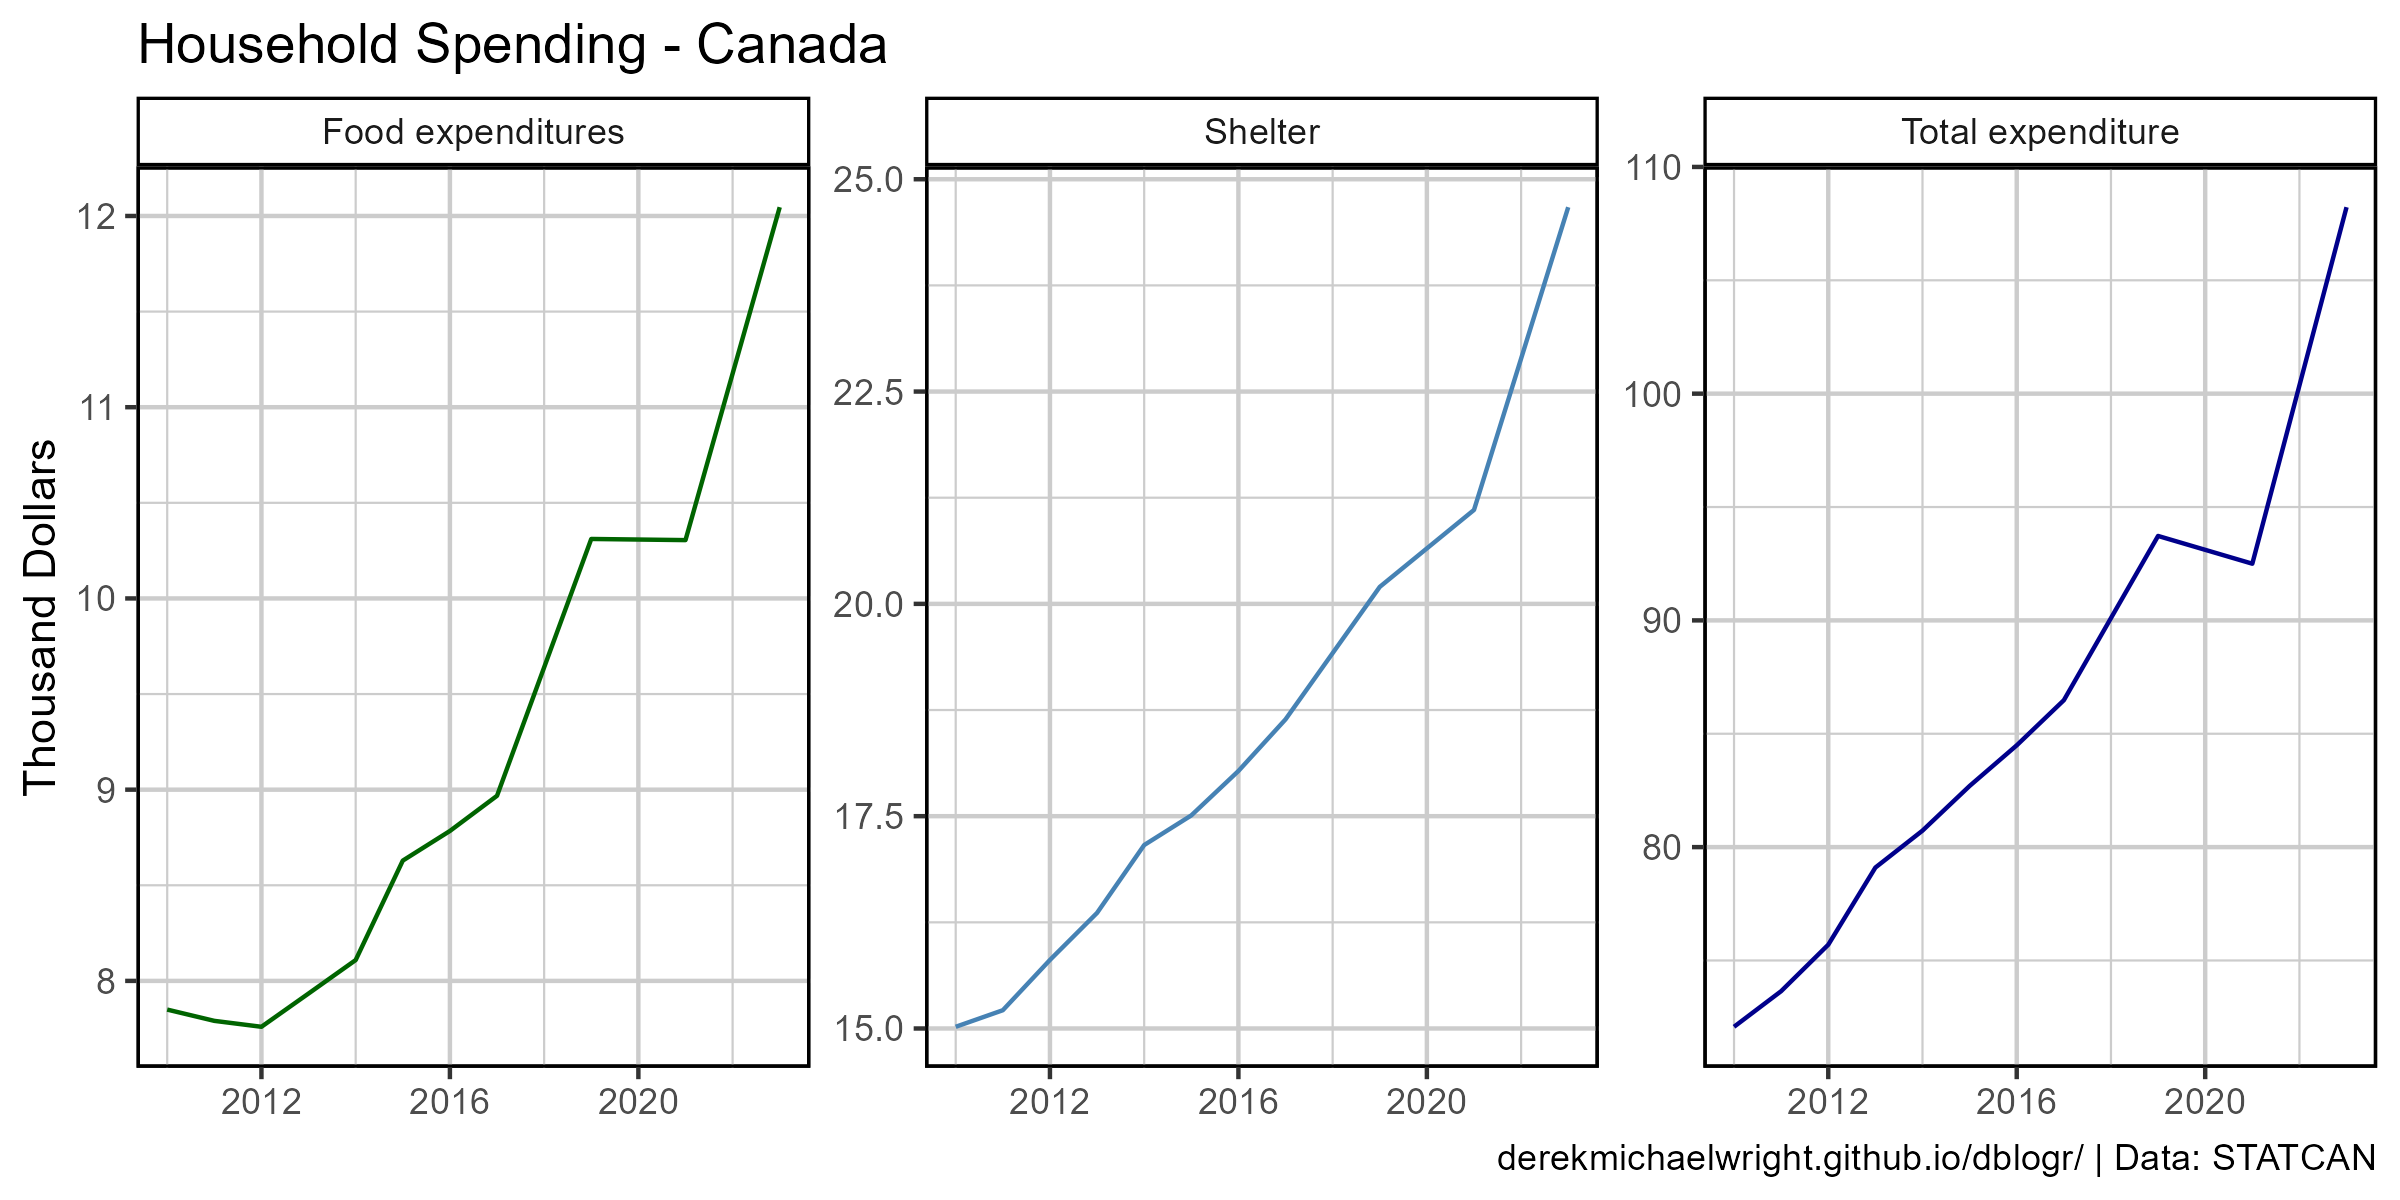 Household Spending - Canada
Food expenditures
Shelter
Total expenditure
Thousand Dollars
12
11
10
9
8
25.0
22.5
20.0
17.5
15.0
110
100
90
80
2012 2016 2020
2012 2016 2020
2012 2016 2020
derekmichaelwright.github.io/dblogr/ | Data: STATCAN